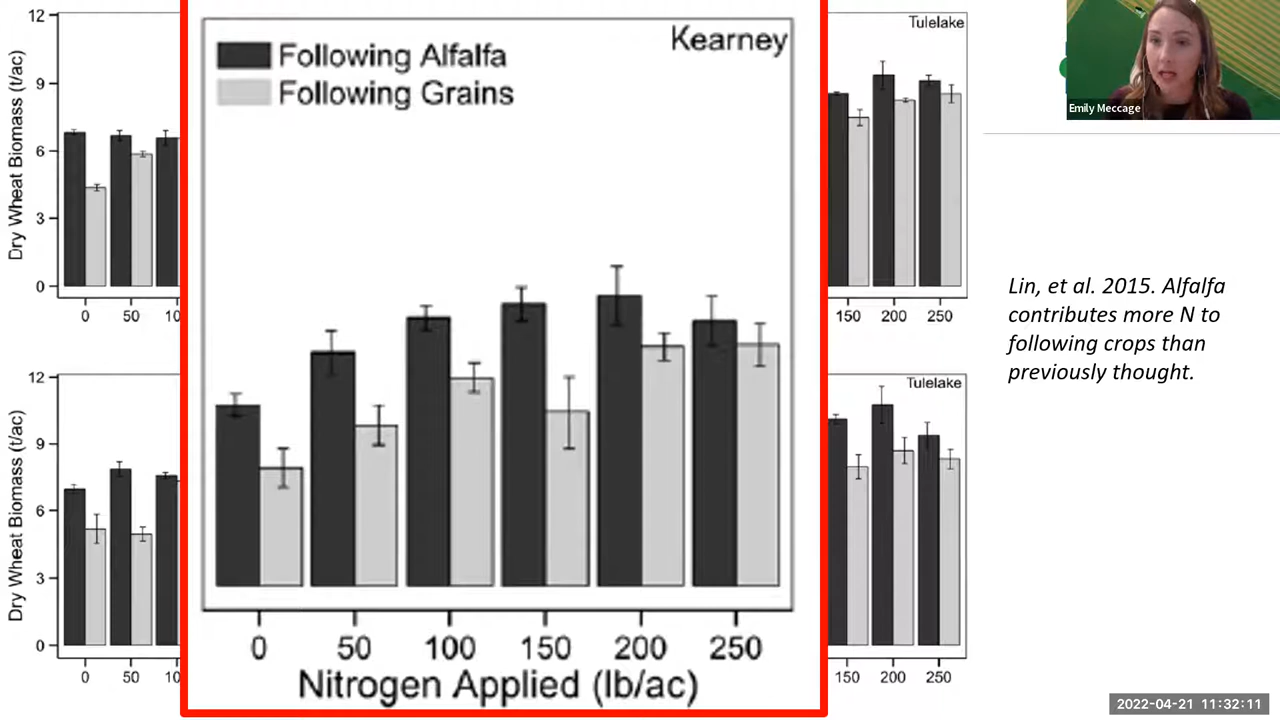 12
9
6
3
0
Dry Wheat Biomass (t/ac)
0
50
10
Following Alfalfa
Following Grains
Kearney
0
50
100
150
200
250
Nitrogen Applied (lb/ac)
Tulelake
150
200
250
12
9
6
3
0
Dry Wheat Biomass (t/ac)
0
50
10
Tulelake
150
200
250
Emily Meccage
Lin, et al. 2015. Alfalfa
contributes more N to
following crops than
previously thought.
2022-04-21 11:32:11